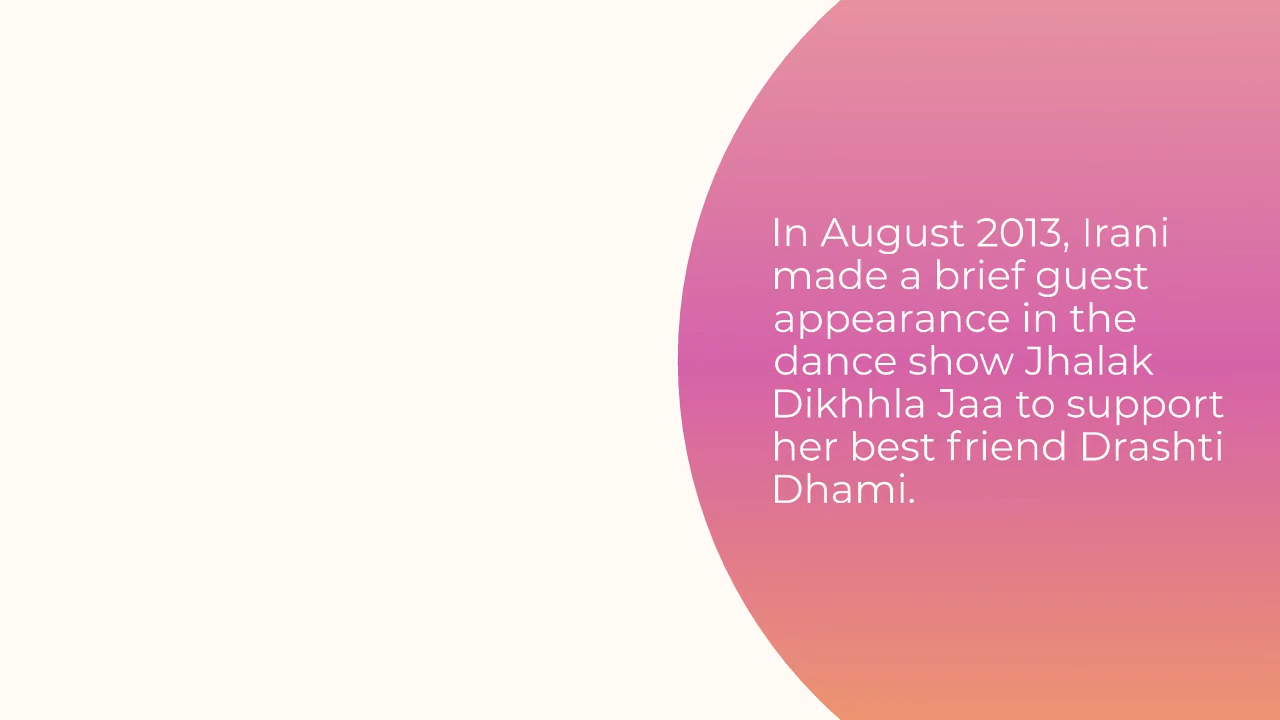 In August 2013, Irani
made a brief guest
appearance in the
dance show Jhalak
Dikhhla Jaa to support
her best friend Drashti
Dhami.